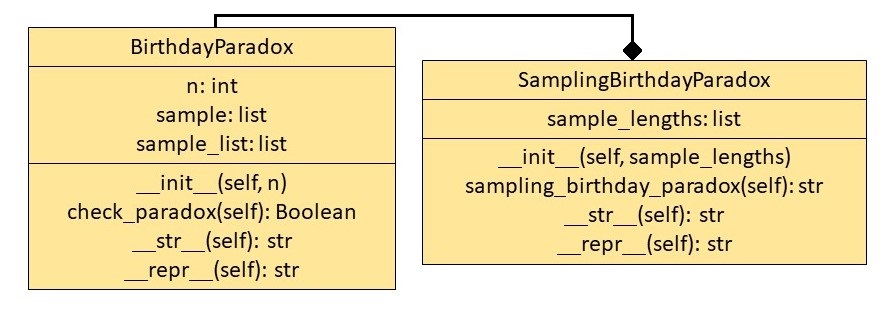 BirthdayParadox
n: int
sample: list
sample_list: list
__init__(self, n)
check_paradox(self): Boolean
__str__(self): str
__repr__(self): str
SamplingBirthdayParadox
sample_lengths: list
__init__(self, sample_lengths)
sampling_birthday_paradox(self): str
__str__(self): str
__repr__(self): str